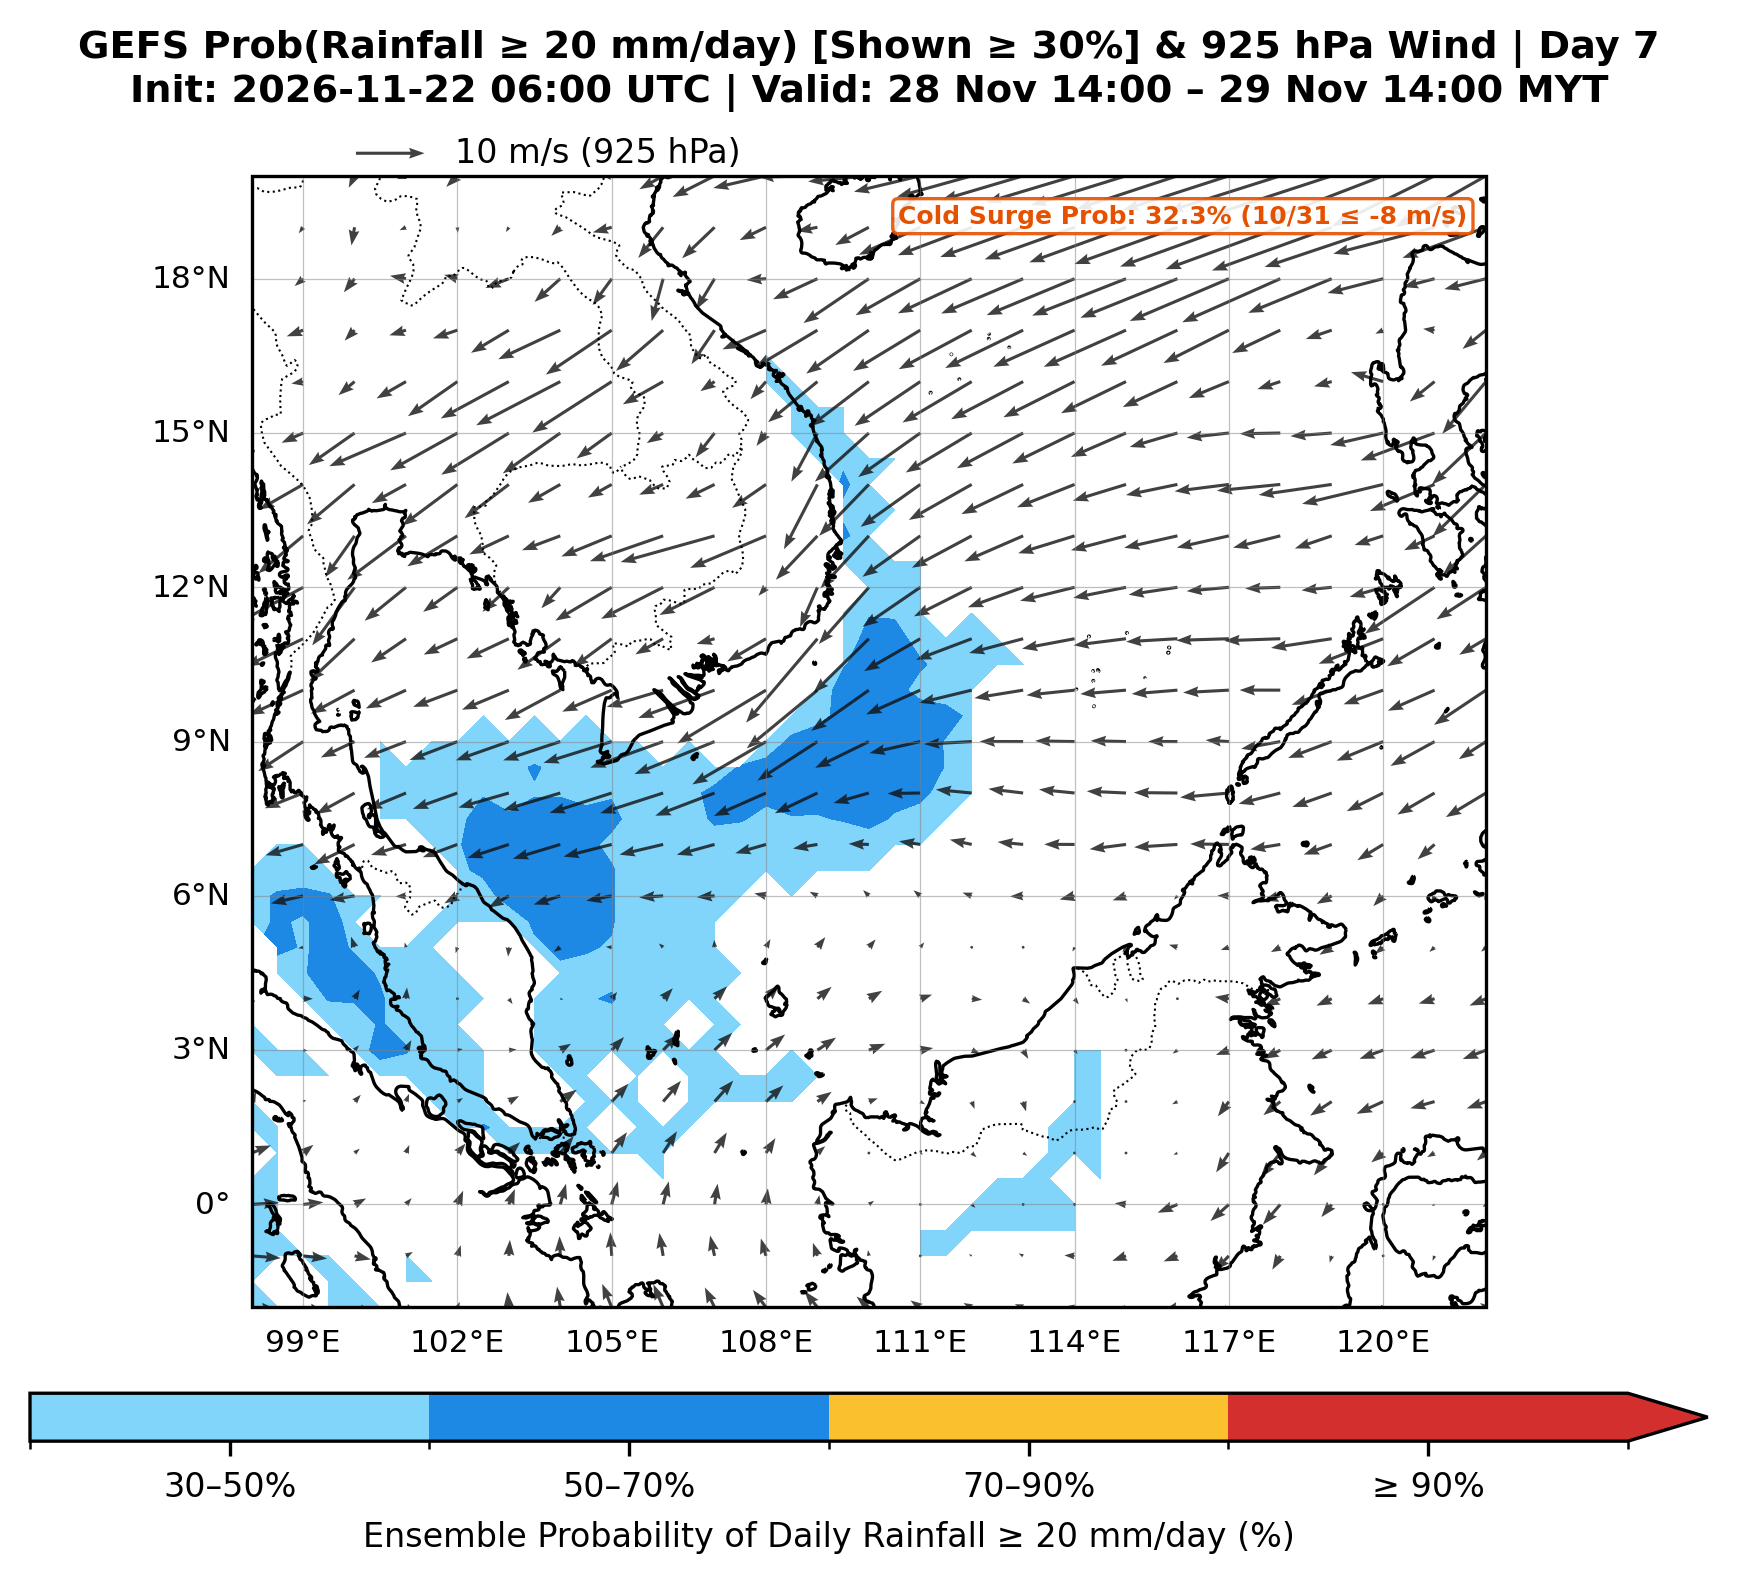 GEFS Prob(Rainfall ≥ 20 mm/day) [Shown ≥ 30%] & 925 hPa Wind | Day 7
Init: 2026-11-22 06:00 UTC | Valid: 28 Nov 14:00 – 29 Nov 14:00 MYT
10 m/s (925 hPa)
Cold Surge Prob: 32.3% (10/31 ≤ -8 m/s)
18°N
15°N
12°N
9°N
6°N
3°N
0°
99°E 102°E 105°E 108°E 111°E 114°E 117°E 120°E
30–50% 50–70% 70–90% ≥ 90%
Ensemble Probability of Daily Rainfall ≥ 20 mm/day (%)